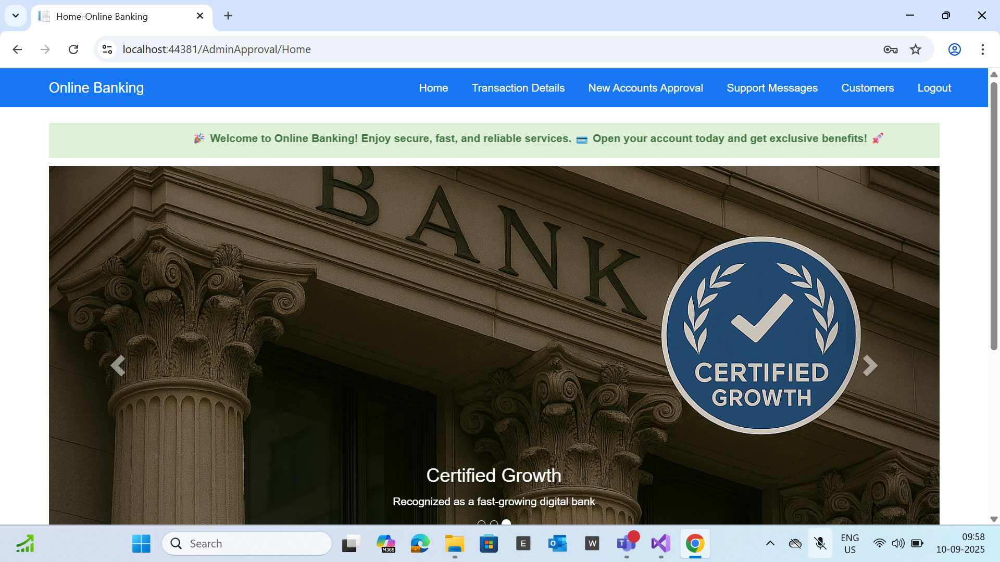 Home-Online Banking
localhost:44381/AdminApproval/Home
Online Banking
Home
Transaction Details
New Accounts Approval
Support Messages
Customers
Logout
🎉 Welcome to Online Banking! Enjoy secure, fast, and reliable services. 💳 Open your account today and get exclusive benefits! 🚀
BANK
CERTIFIED
GROWTH
Certified Growth
Recognized as a fast-growing digital bank
Search
M365
E
O
W
T
ENG
US
09:58
10-09-2025